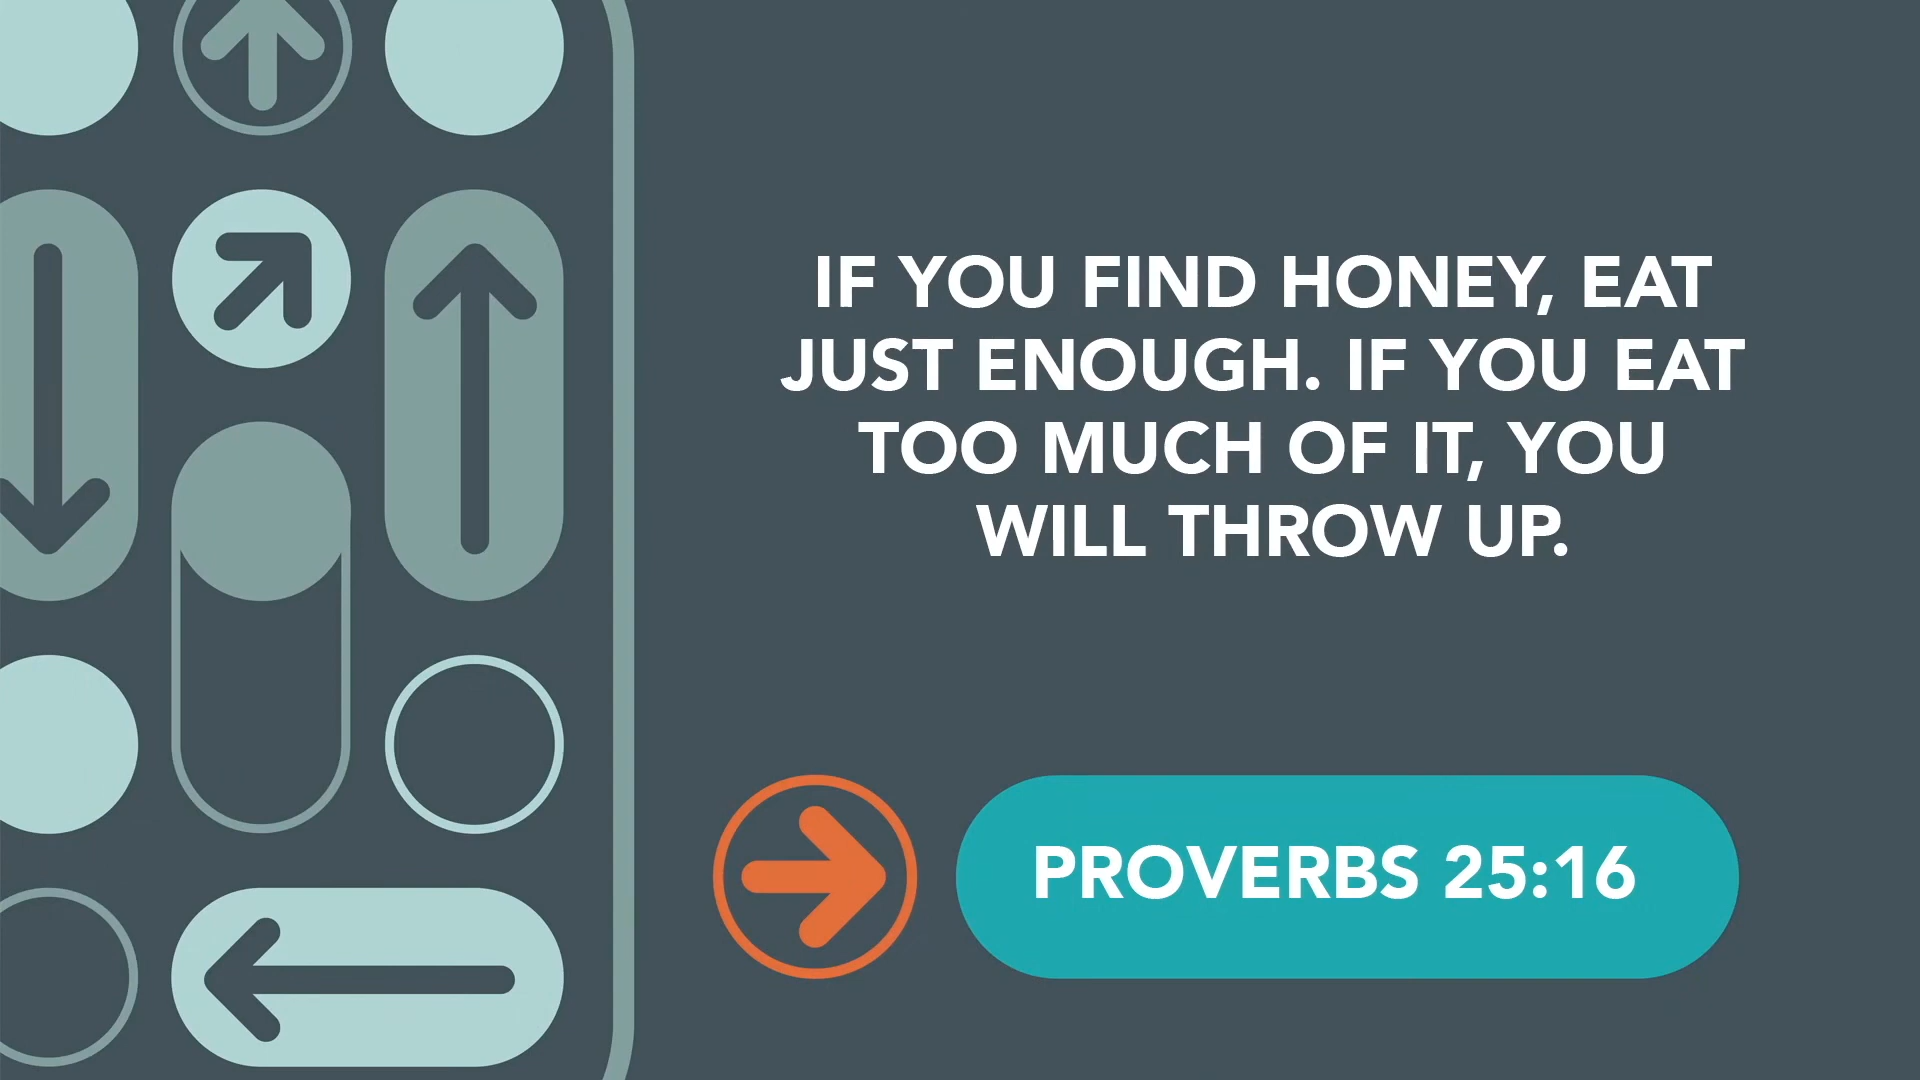 IF YOU FIND HONEY, EAT
JUST ENOUGH. IF YOU EAT
TOO MUCH OF IT, YOU
WILL THROW UP.
PROVERBS 25:16